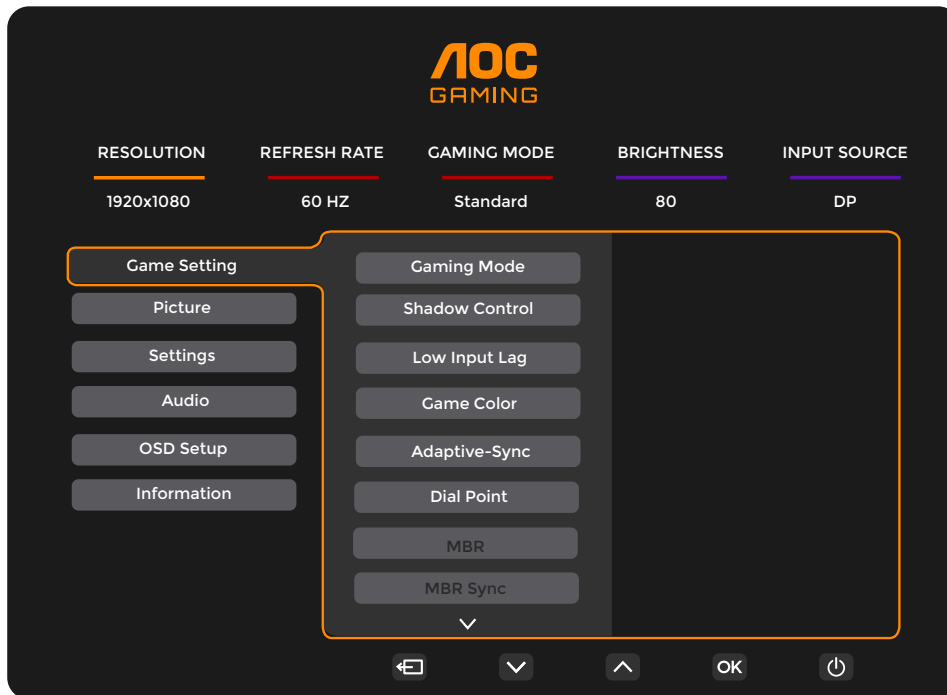 AOC
GAMING
RESOLUTION REFRESH RATE GAMING MODE BRIGHTNESS INPUT SOURCE
1920x1080 60 HZ Standard 80 DP
Game Setting
Picture
Settings
Audio
OSD Setup
Information
Gaming Mode
Shadow Control
Low Input Lag
Game Color
Adaptive-Sync
Dial Point
MBR
MBR Sync
OK